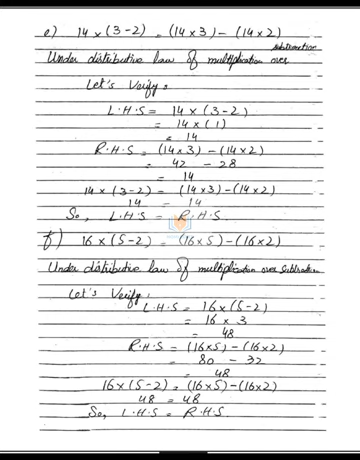 e) 14 × (3-2) = (14×3) - (14×2)
Under distributive law of multiplication over subtraction
Let's Verify:
L.H.S = 14 × (3-2)
= 14 × (1)
= 14
R.H.S = (14×3) - (14×2)
= 42 - 28
= 14
14 × (3-2) = (14×3) - (14×2)
14 = 14
So, L.H.S = R.H.S.
f) 16 × (5-2) = (16×5) - (16×2)
Under distributive law of multiplication over subtraction
Let's Verify:
L.H.S = 16 × (5-2)
= 16 × 3
= 48
R.H.S = (16×5) - (16×2)
= 80 - 32
= 48
16 × (5-2) = (16×5) - (16×2)
48 = 48
So, L.H.S = R.H.S.